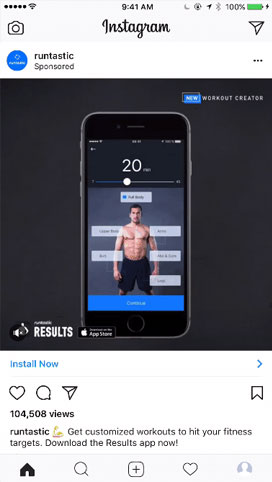 9:41 AM
100%
Instagram
runtastic
Sponsored
NEW WORKOUT CREATOR
20 min
Full Body
Upper Body
Arms
Abs & Core
Legs
Continue
runtastic
RESULTS
Download on the
App Store
Install Now
104,508 views
runtastic 💪 Get customized workouts to hit your fitness
targets. Download the Results app now!